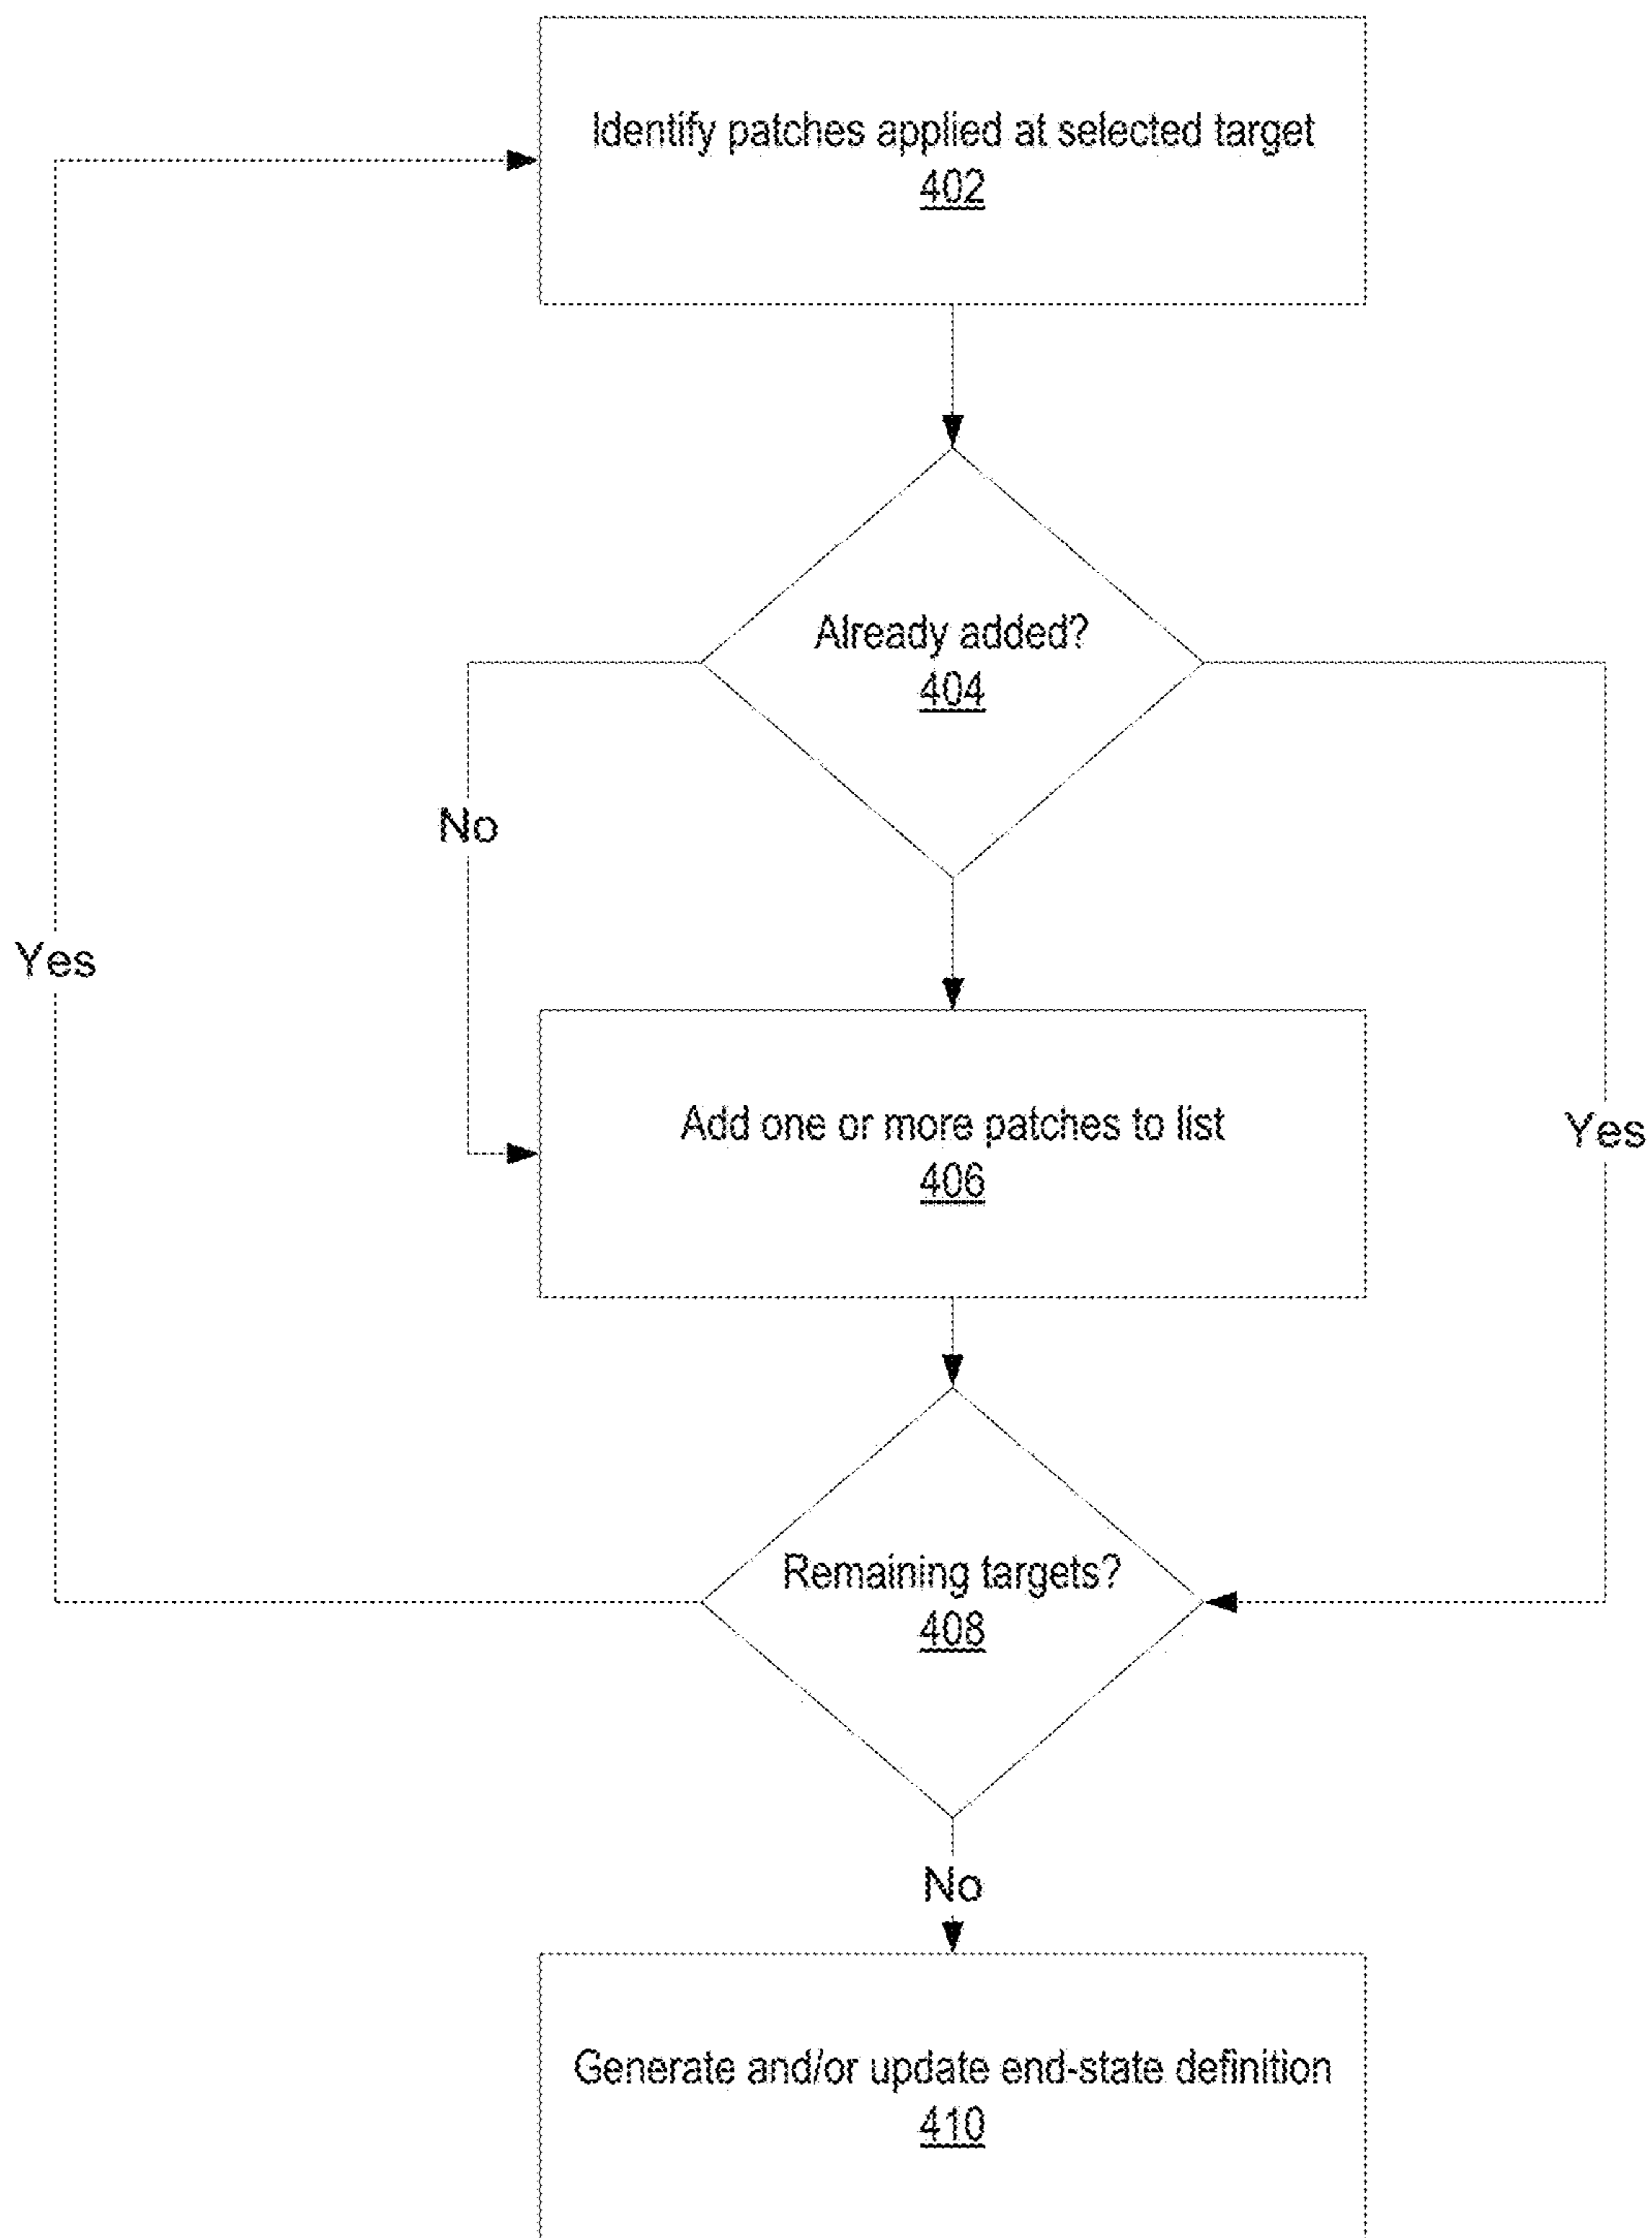 Identify patches applied at selected target
402
Already added?
404
No
Yes
Add one or more patches to list
406
Yes
Remaining targets?
408
No
Generate and/or update end-state definition
410